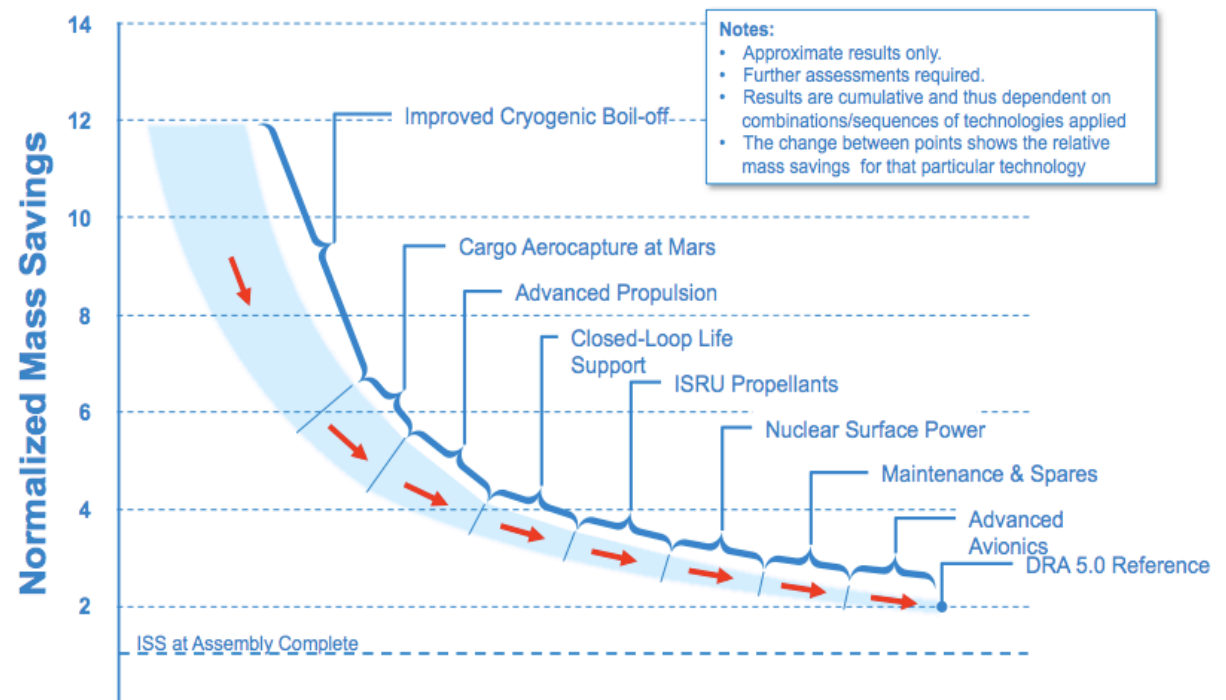 14
12
10
8
6
4
2
Normalized Mass Savings
Notes:
• Approximate results only.
• Further assessments required.
• Results are cumulative and thus dependent on
combinations/sequences of technologies applied
• The change between points shows the relative
mass savings for that particular technology
Improved Cryogenic Boil-off
Cargo Aerocapture at Mars
Advanced Propulsion
Closed-Loop Life
Support
ISRU Propellants
Nuclear Surface Power
Maintenance & Spares
Advanced
Avionics
DRA 5.0 Reference
ISS at Assembly Complete